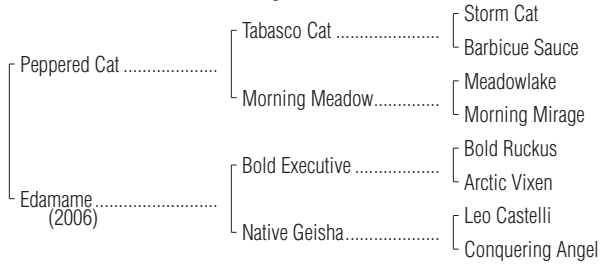 Storm Cat
Tabasco Cat ..................
Barbicue Sauce
Peppered Cat ...................
Meadowlake
Morning Meadow..............
Morning Mirage
Bold Ruckus
Bold Executive ..................
Arctic Vixen
Edamame.........................
(2006)
Leo Castelli
Native Geisha....................
Conquering Angel